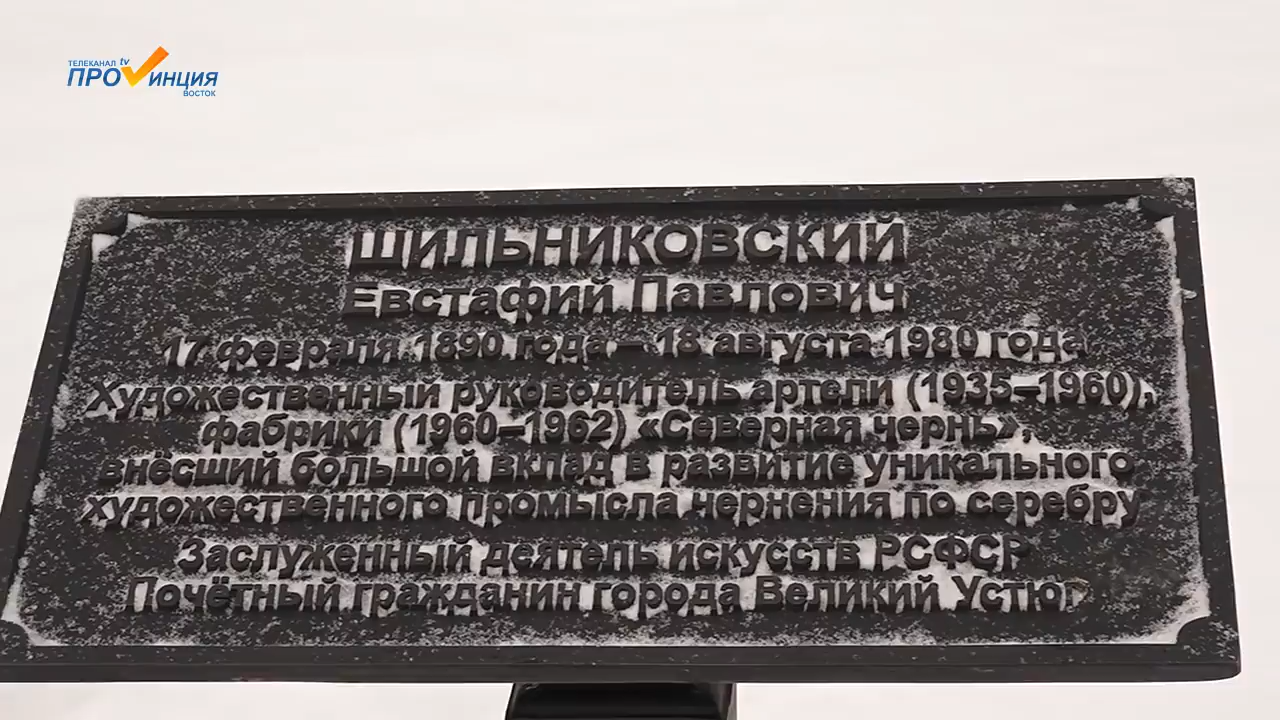 ТЕЛЕКАНАЛ tv
ПРОВИНЦИЯ
ВОСТОК
ШИЛЬНИКОВСКИЙ
Евстафий Павлович
17 февраля 1890 года – 18 августа 1980 года
Художественный руководитель артели (1935–1960),
фабрики (1960–1962) «Северная чернь»,
внёсший большой вклад в развитие уникального
художественного промысла чернения по серебру
Заслуженный деятель искусств РСФСР
Почётный гражданин города Великий Устюг